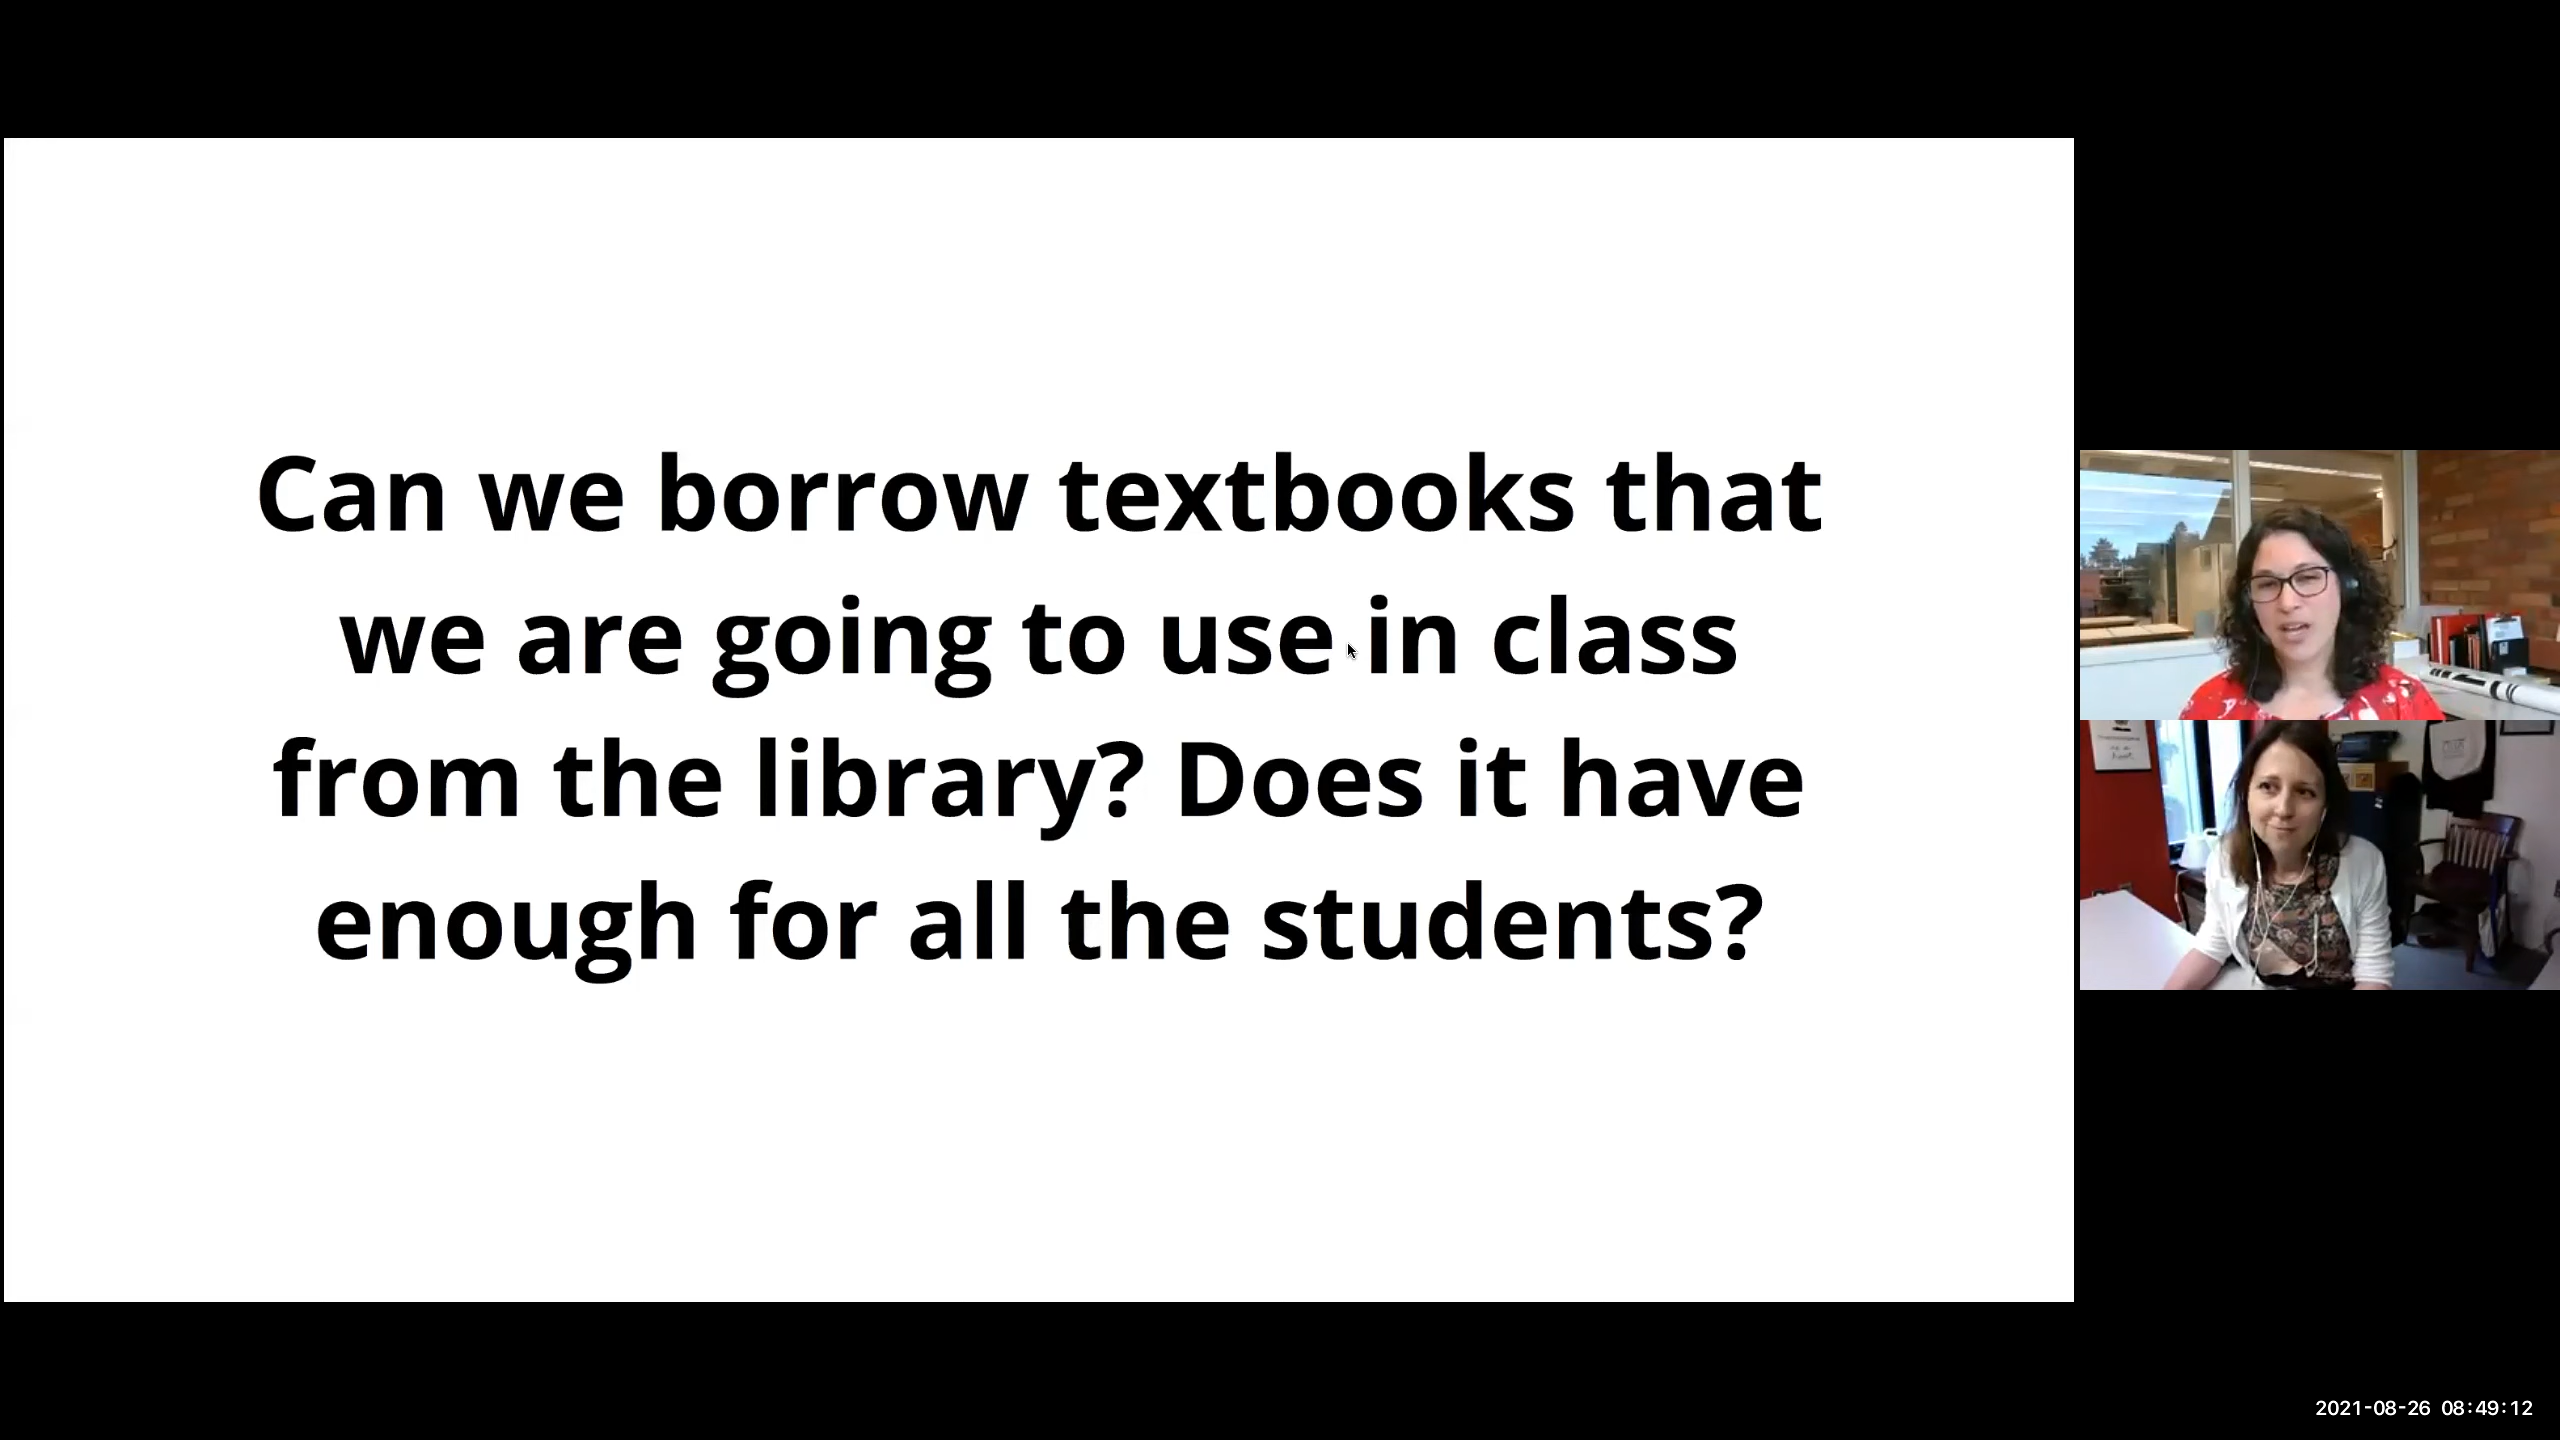 Can we borrow textbooks that
we are going to use in class
from the library? Does it have
enough for all the students?
2021-08-26 08:49:12